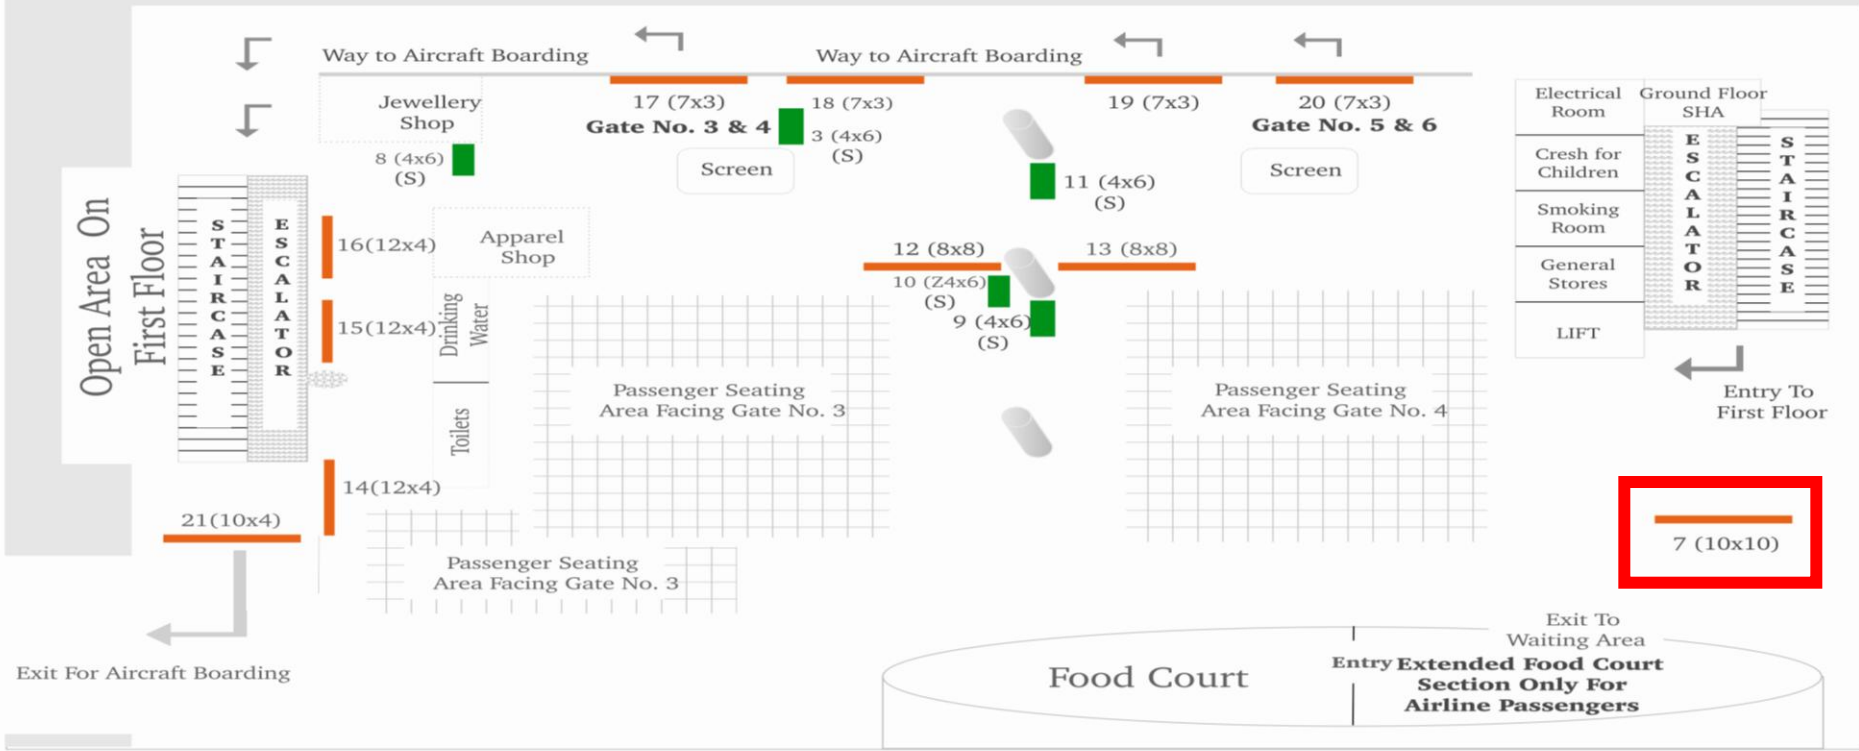 Way to Aircraft Boarding
Way to Aircraft Boarding
Jewellery
Shop
17 (7x3)
Gate No. 3 & 4
18 (7x3)
3 (4x6)
(S)
19 (7x3)
20 (7x3)
Gate No. 5 & 6
Electrical
Room
Ground Floor
SHA
8 (4x6)
(S)
Screen
11 (4x6)
(S)
Screen
Cresh for
Children
Smoking
Room
General
Stores
LIFT
ESCALATOR
STAIRCASE
Open Area On
First Floor
STAIRCASE
ESCALATOR
16(12x4)
Apparel
Shop
12 (8x8)
13 (8x8)
10 (Z4x6)
(S)
9 (4x6)
(S)
15(12x4)
Drinking
Water
Toilets
Passenger Seating
Area Facing Gate No. 3
Passenger Seating
Area Facing Gate No. 4
Entry To
First Floor
14(12x4)
21(10x4)
7 (10x10)
Passenger Seating
Area Facing Gate No. 3
Exit For Aircraft Boarding
Food Court
Exit To
Waiting Area
Entry
Extended Food Court
Section Only For
Airline Passengers